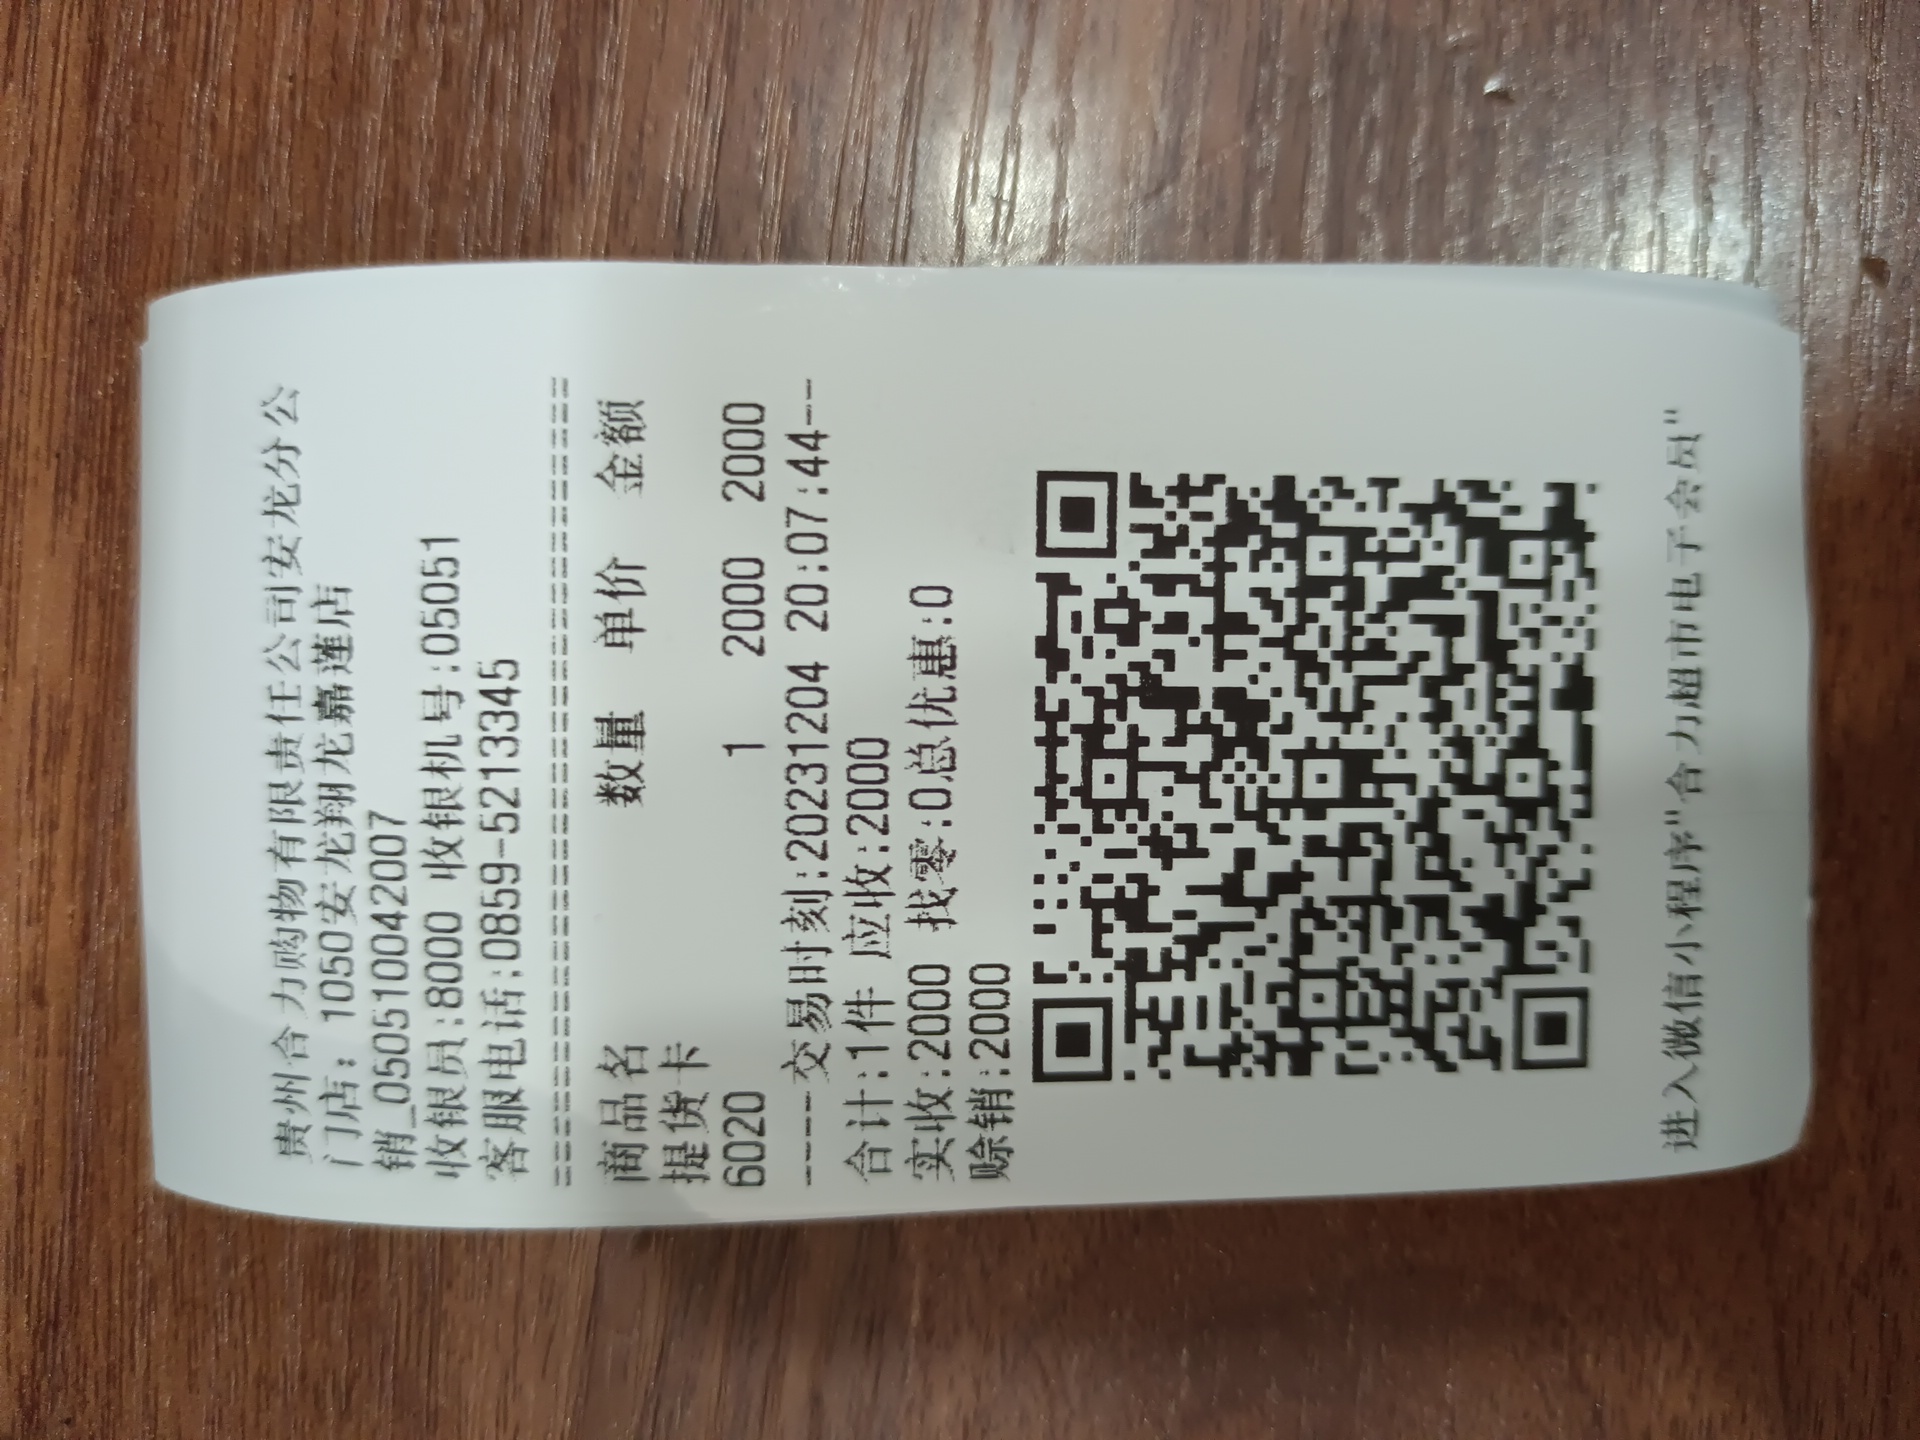 贵州合力购物有限责任公司安龙分公
门店：1050安龙翔龙嘉莲店
销_050510042007
收银员:8000 收银机号:05051
客服电话:0859-5213345
================================
商品名 数量 单价 金额
提货卡
6020 1 2000 2000
----交易时刻:20231204 20:07:44--
合计:1件 应收:2000
实收:2000 找零:0总优惠:0
赊销:2000
进入微信小程序"合力超市电子会员"